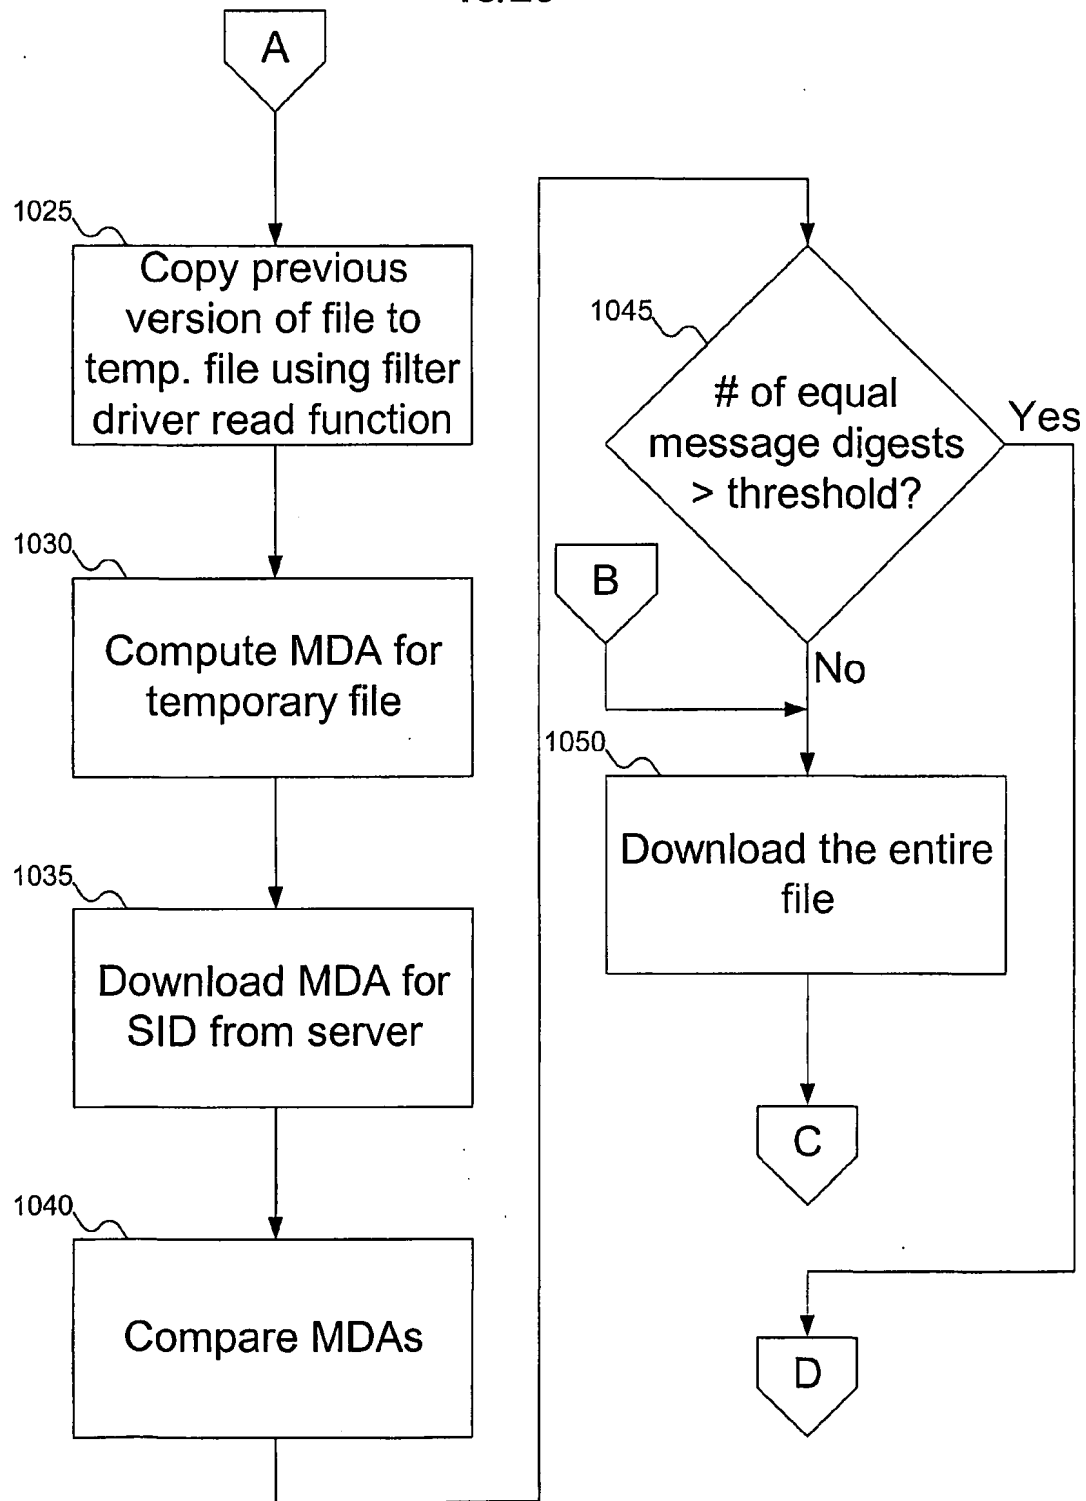 A
1025
Copy previous
version of file to
temp. file using filter
driver read function
1030
Compute MDA for
temporary file
1035
Download MDA for
SID from server
1040
Compare MDAs
1045
# of equal
message digests
> threshold?
Yes
B
No
1050
Download the entire
file
C
D